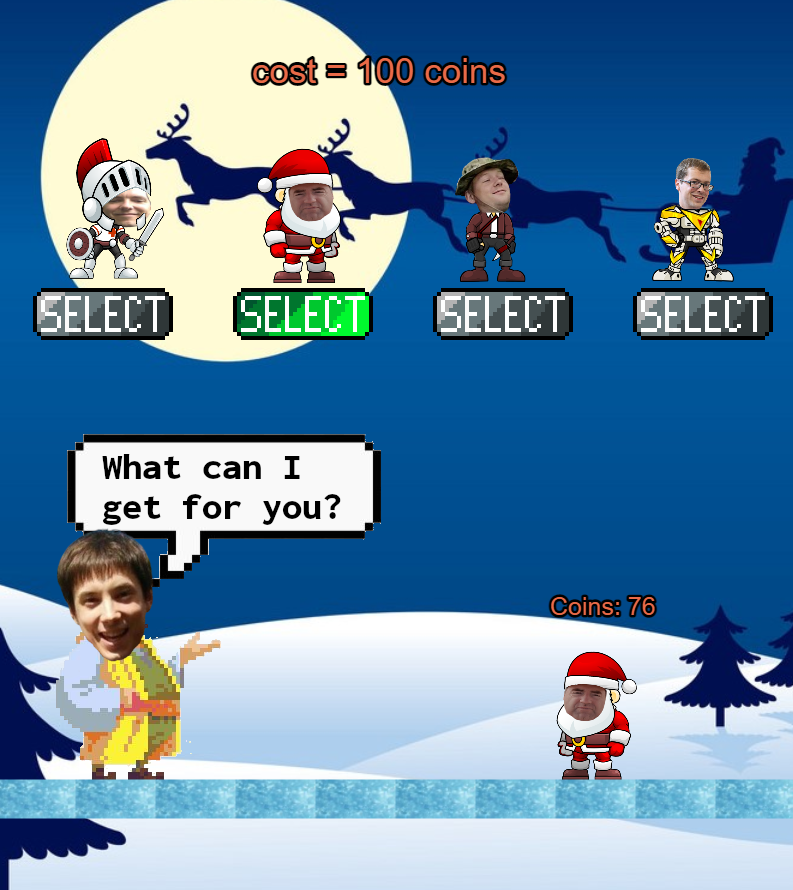 cost = 100 coins
SELECT
SELECT
SELECT
SELECT
What can I
get for you?
Coins: 76